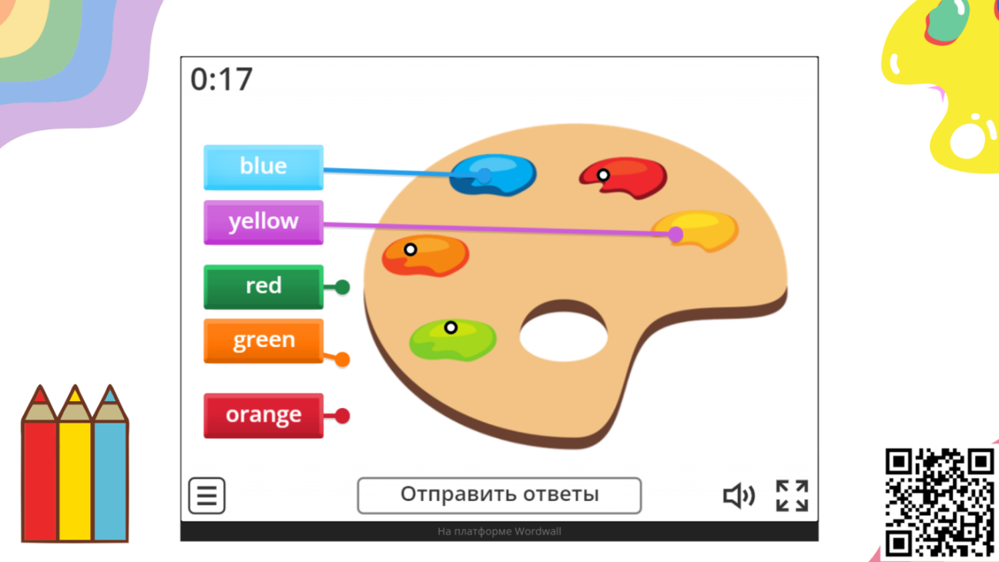 0:17
blue
yellow
red
green
orange
Отправить ответы
На платформе Wordwall